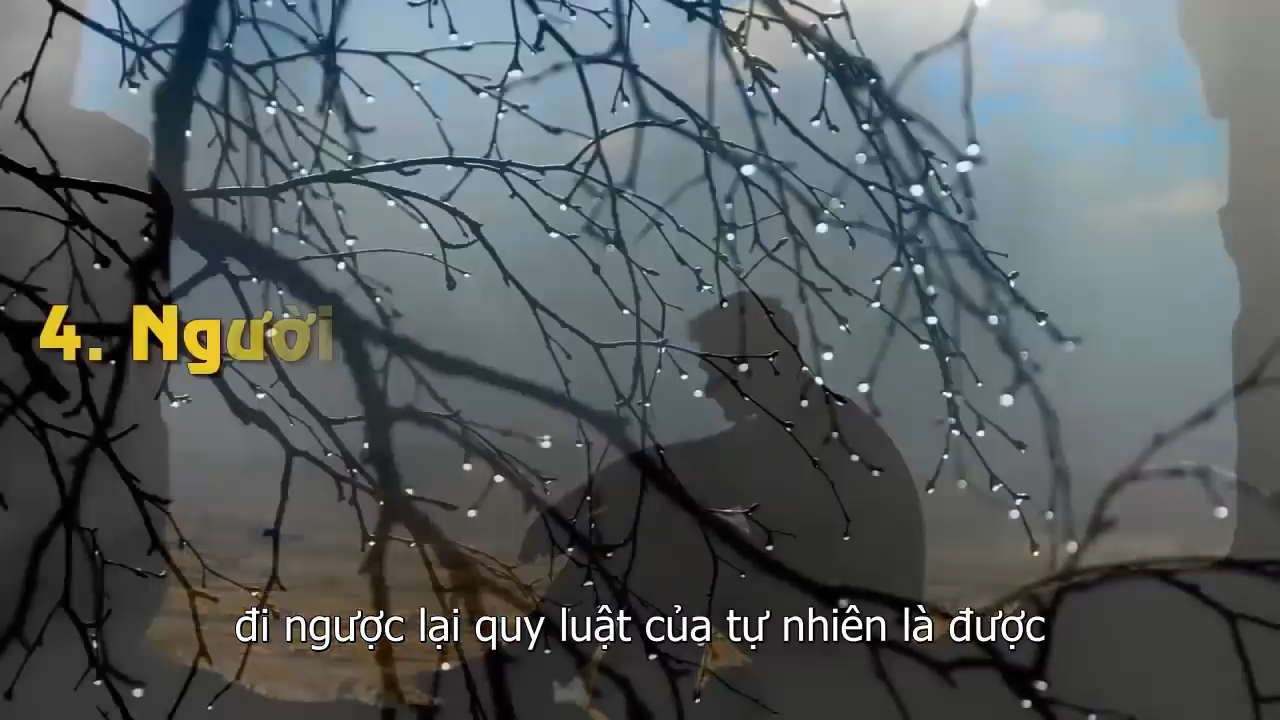 4. Người
đi ngược lại quy luật của tự nhiên là được